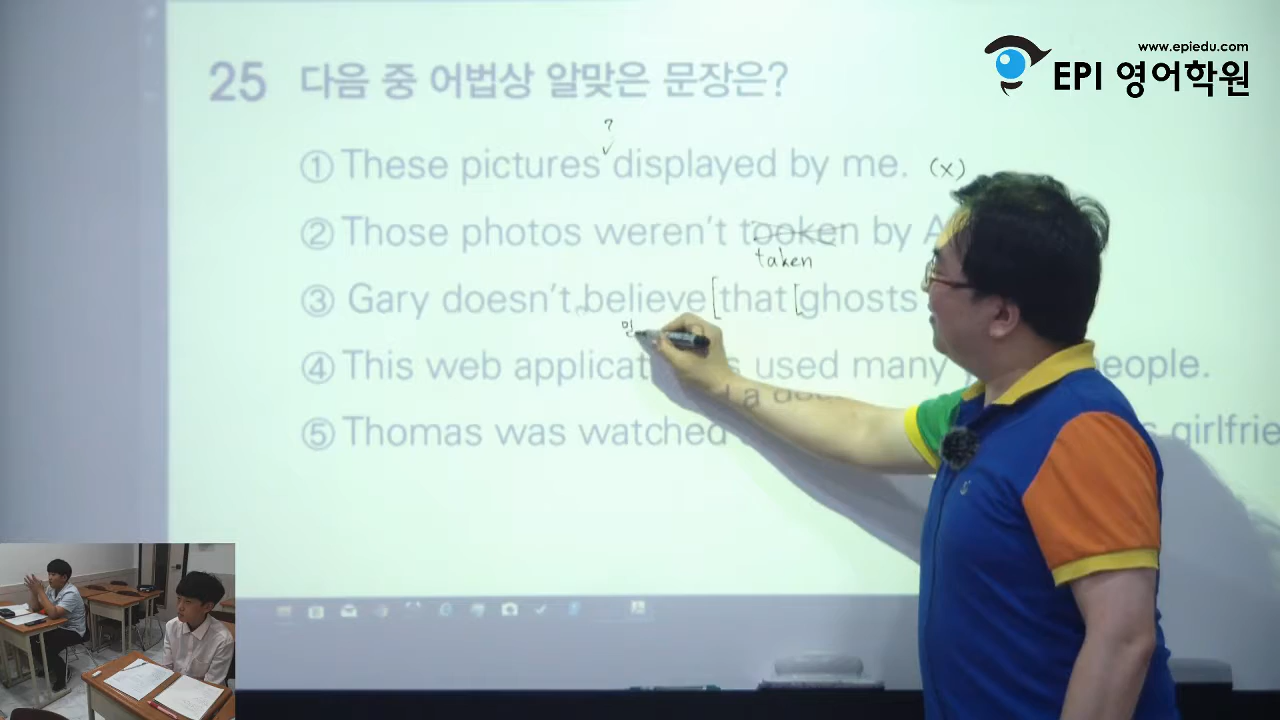 www.epiedu.com
EPI 영어학원
25 다음 중 어법상 알맞은 문장은?
?
① These pictures displayed by me. (x)
② Those photos weren't tooken by A
taken
③ Gary doesn't believe [that [ghosts
믿
④ This web applicat s used many eople.
⑤ Thomas was watched s girlfrie